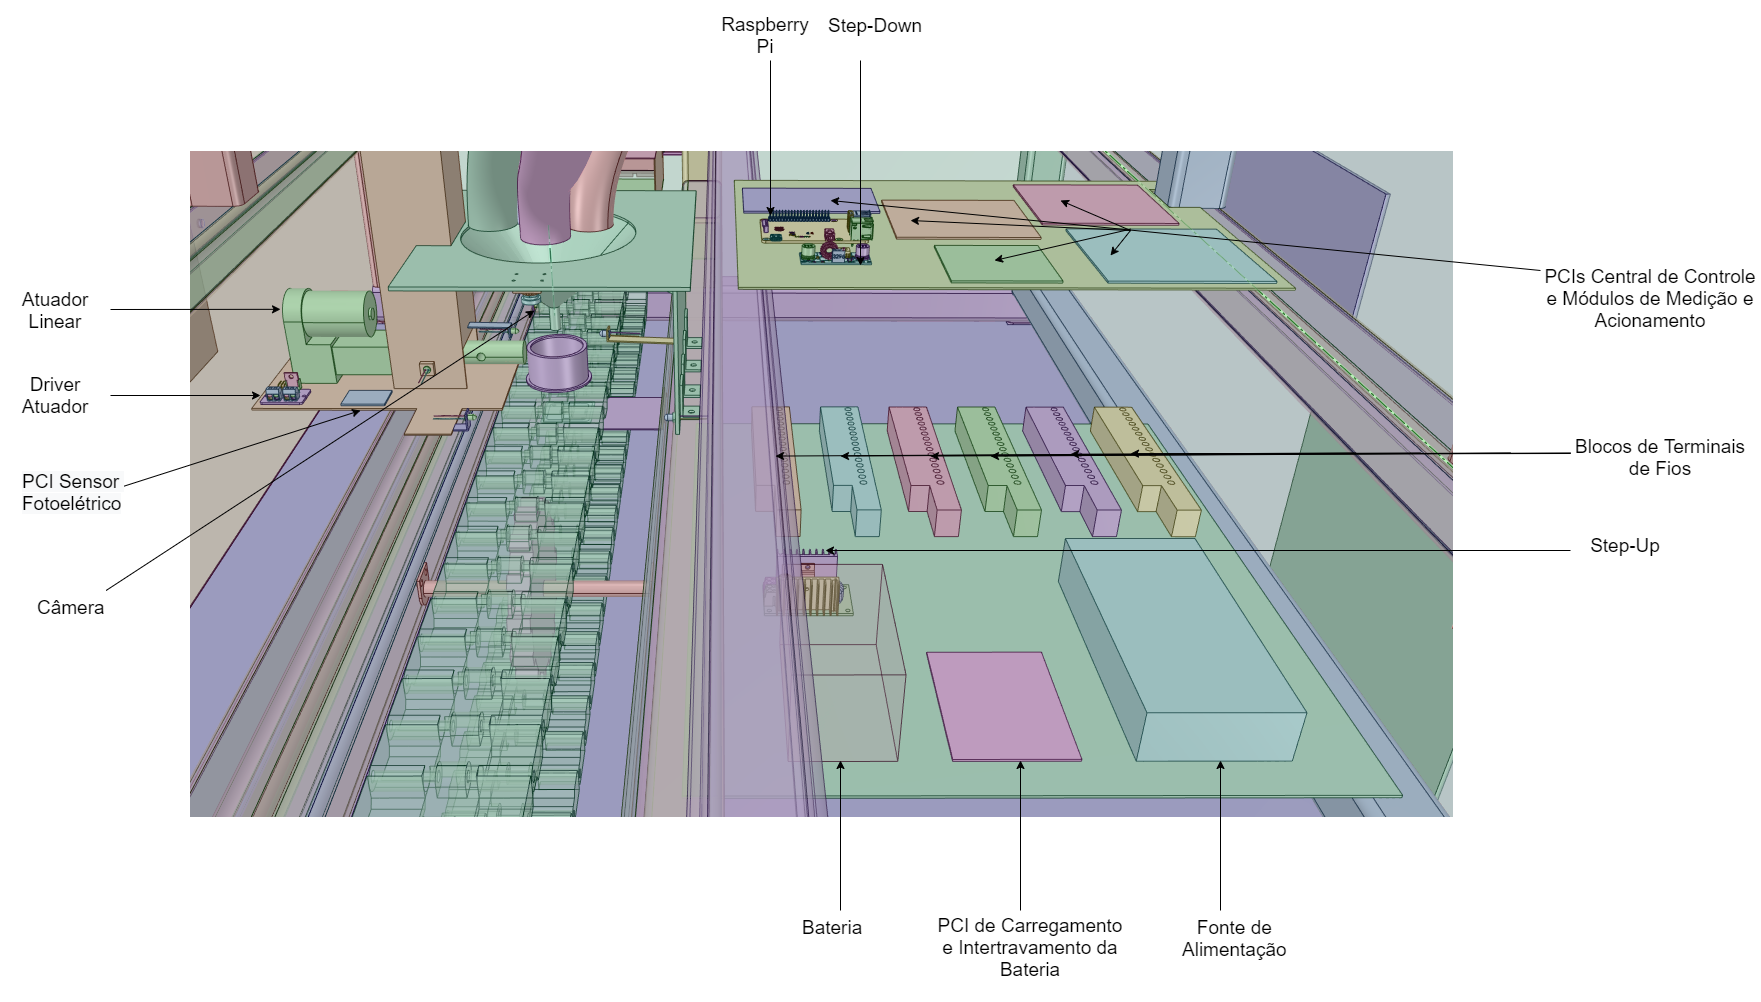 Raspberry
Pi
Step-Down
Atuador
Linear
Driver
Atuador
PCI Sensor
Fotoelétrico
Câmera
PCIs Central de Controle
e Módulos de Medição e
Acionamento
Blocos de Terminais
de Fios
Step-Up
Bateria
PCI de Carregamento
e Intertravamento da
Bateria
Fonte de
Alimentação